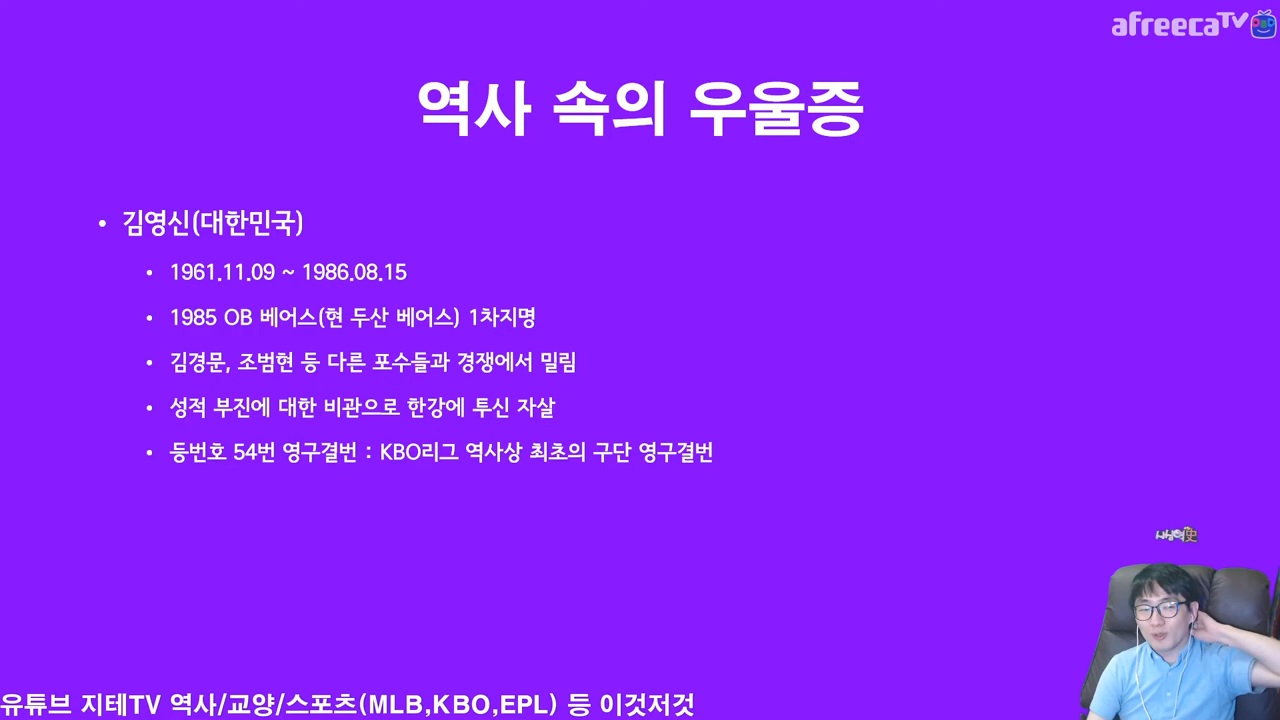 afreecaTV
역사 속의 우울증
• 김영신(대한민국)
• 1961.11.09 ~ 1986.08.15
• 1985 OB 베어스(현 두산 베어스) 1차지명
• 김경문, 조범현 등 다른 포수들과 경쟁에서 밀림
• 성적 부진에 대한 비관으로 한강에 투신 자살
• 등번호 54번 영구결번 : KBO리그 역사상 최초의 구단 영구결번
유튜브 지테TV 역사/교양/스포츠(MLB,KBO,EPL) 등 이것저것